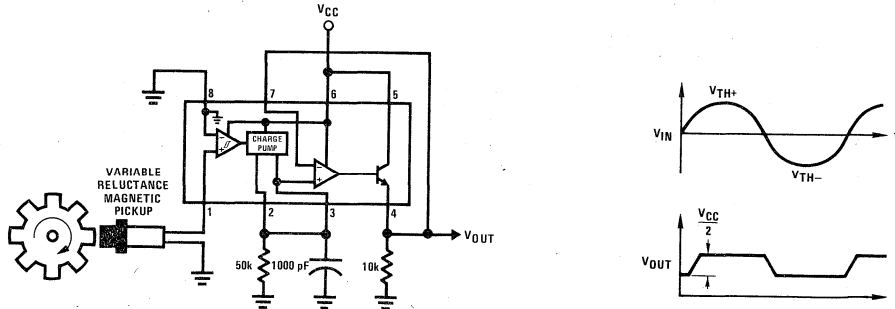 VCC
8
7
6
5
CHARGE
PUMP
VARIABLE
RELUCTANCE
MAGNETIC
PICKUP
1
2
3
4
50k
1000 pF
10k
VOUT
VTH+
VIN
VTH−
VCC
2
VOUT